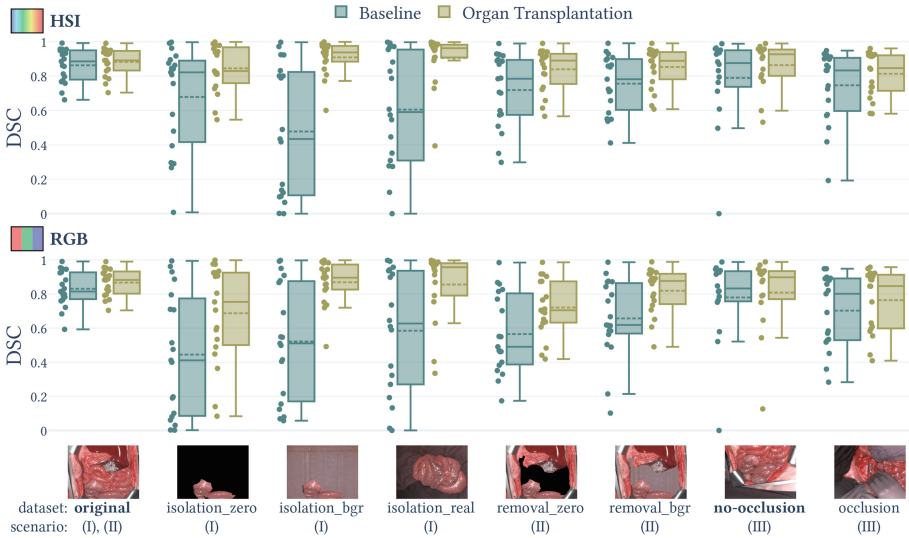 HSI
Baseline Organ Transplantation
1
0.8
0.6
0.4
0.2
0
DSC
RGB
1
0.8
0.6
0.4
0.2
0
DSC
dataset: original isolation_zero isolation_bgr isolation_real removal_zero removal_bgr no-occlusion occlusion
scenario: (I), (II) (I) (I) (I) (II) (II) (III) (III)